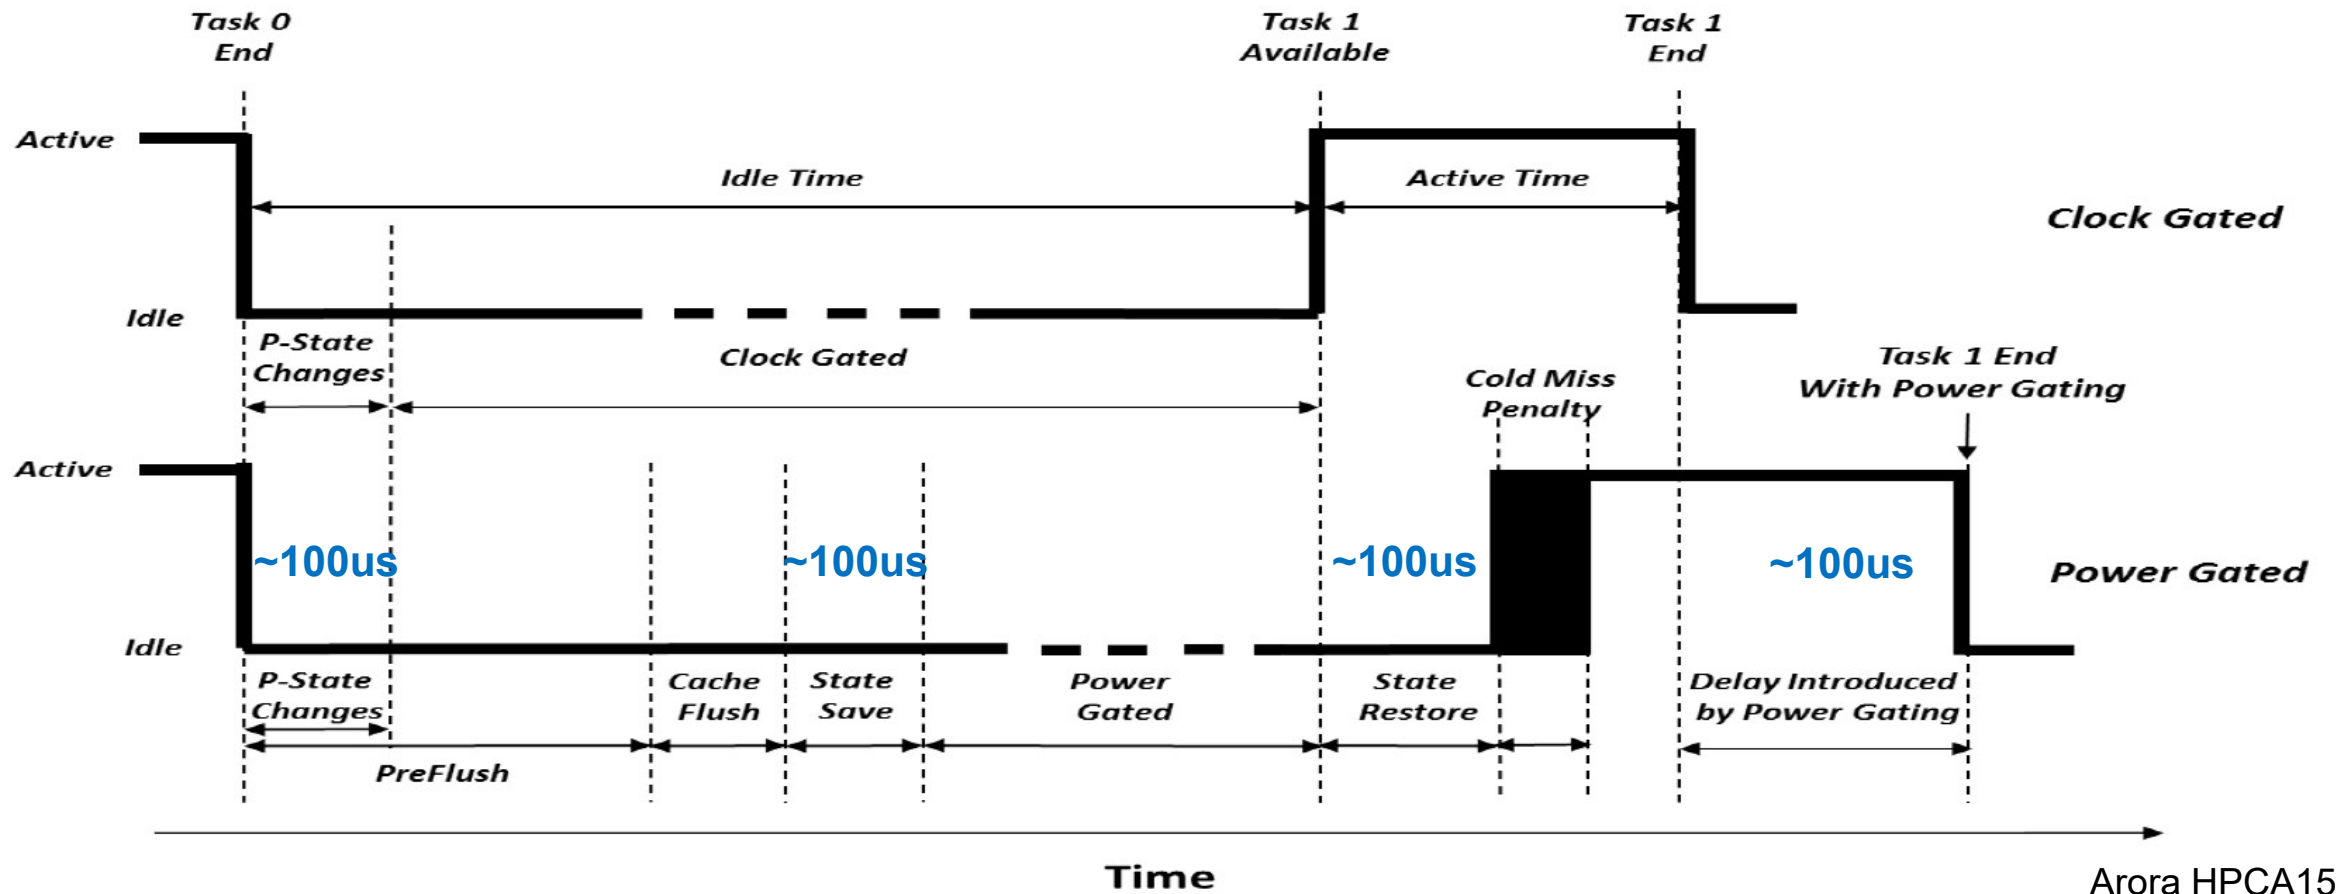 Task 0
End
Task 1
Available
Task 1
End
Active
Idle Time
Active Time
Clock Gated
Idle
P-State
Changes
Clock Gated
Task 1 End
With Power Gating
Cold Miss
Penalty
Active
~100us
~100us
~100us
~100us
Power Gated
Idle
P-State
Changes
Cache
Flush
State
Save
Power
Gated
State
Restore
Delay Introduced
by Power Gating
PreFlush
Time
Arora HPCA15